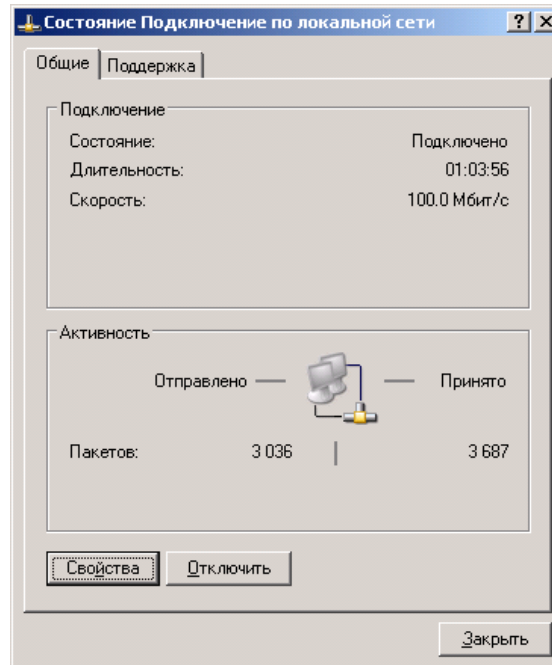 Состояние Подключение по локальной сети
Общие Поддержка
Подключение
Состояние: Подключено
Длительность: 01:03:56
Скорость: 100.0 Мбит/с
Активность
Отправлено — — Принято
Пакетов: 3 036 3 687
Свойства Отключить
Закрыть